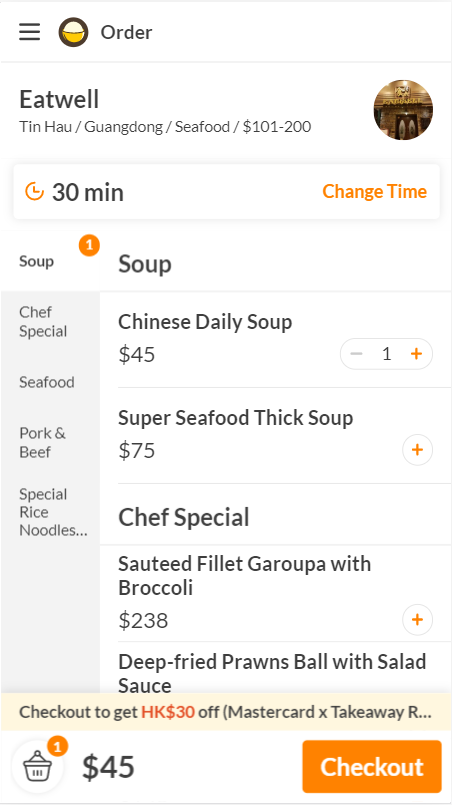 Order
Eatwell
Tin Hau / Guangdong / Seafood / $101-200
30 min
Change Time
Soup
1
Chef
Special
Seafood
Pork &
Beef
Special
Rice
Noodles...
Soup
Chinese Daily Soup
$45
1
Super Seafood Thick Soup
$75
Chef Special
Sauteed Fillet Garoupa with
Broccoli
$238
Deep-fried Prawns Ball with Salad
Sauce
Checkout to get HK$30 off (Mastercard x Takeaway R...
1
$45
Checkout